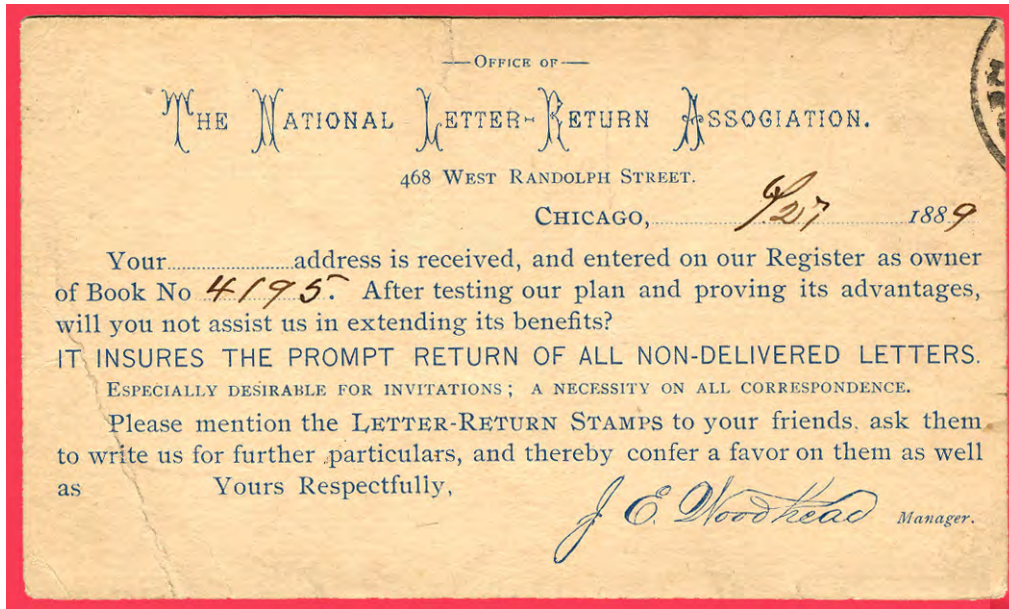 —OFFICE OF—
THE NATIONAL LETTER-RETURN ASSOCIATION.
468 WEST RANDOLPH STREET.
CHICAGO, 9/27 1889
Your address is received, and entered on our Register as owner
of Book No 4195. After testing our plan and proving its advantages,
will you not assist us in extending its benefits?
IT INSURES THE PROMPT RETURN OF ALL NON-DELIVERED LETTERS.
ESPECIALLY DESIRABLE FOR INVITATIONS; A NECESSITY ON ALL CORRESPONDENCE.
Please mention the LETTER-RETURN STAMPS to your friends, ask them
to write us for further particulars, and thereby confer a favor on them as well
as Yours Respectfully,
J. E. Woodhead Manager.